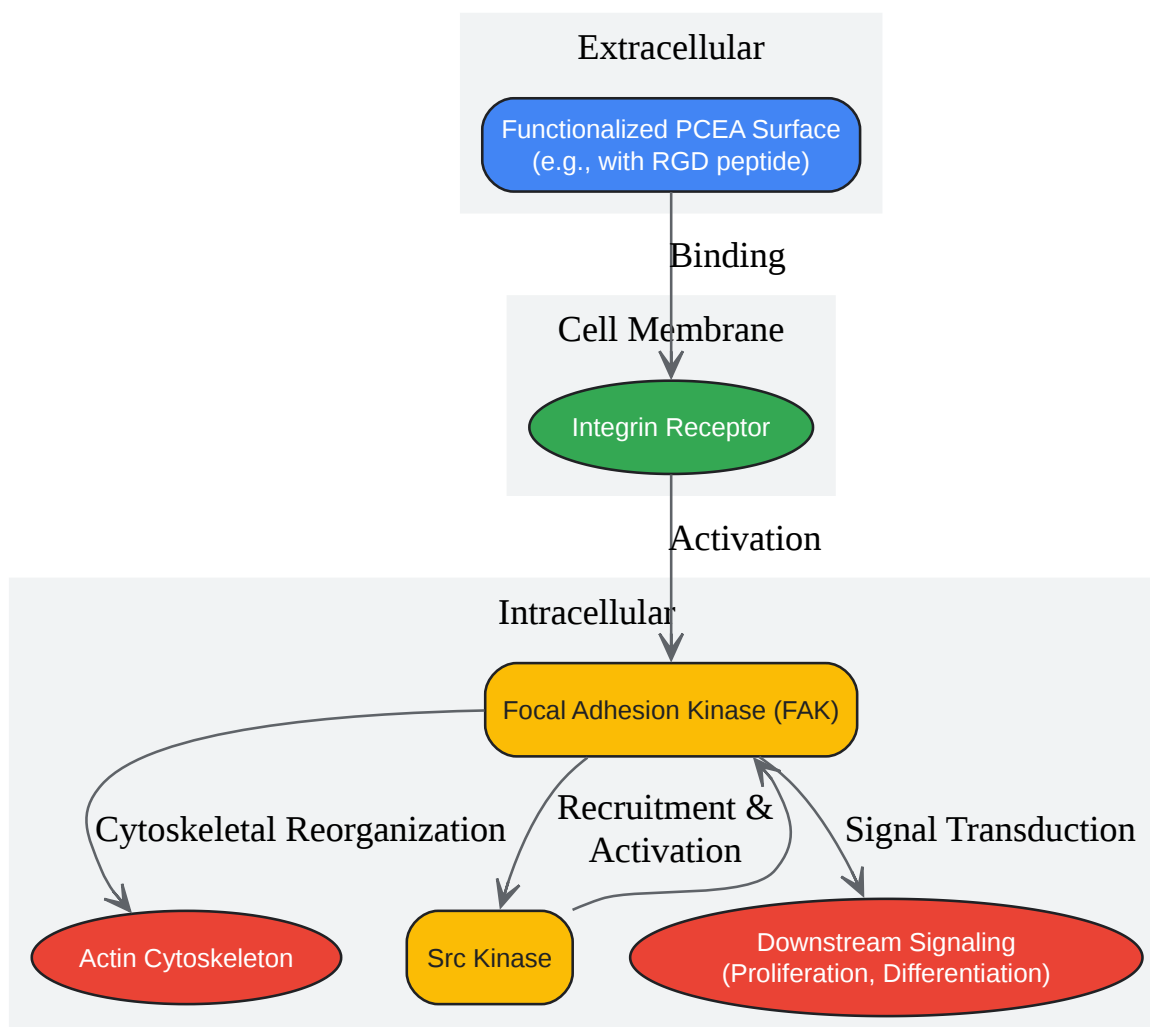 Extracellular
Functionalized PCEA Surface
(e.g., with RGD peptide)
Binding
Cell Membrane
Integrin Receptor
Activation
Intracellular
Focal Adhesion Kinase (FAK)
Cytoskeletal Reorganization
Recruitment &
Activation
Signal Transduction
Actin Cytoskeleton
Src Kinase
Downstream Signaling
(Proliferation, Differentiation)